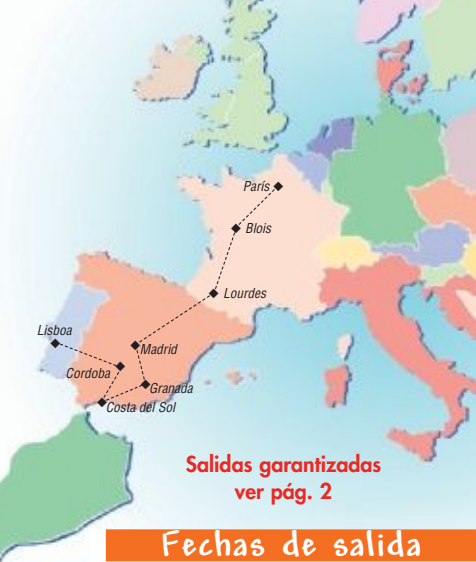 París
Blois
Lourdes
Lisboa
Madrid
Cordoba
Granada
Costa del Sol
Salidas garantizadas
ver pág. 2
Fechas de salida